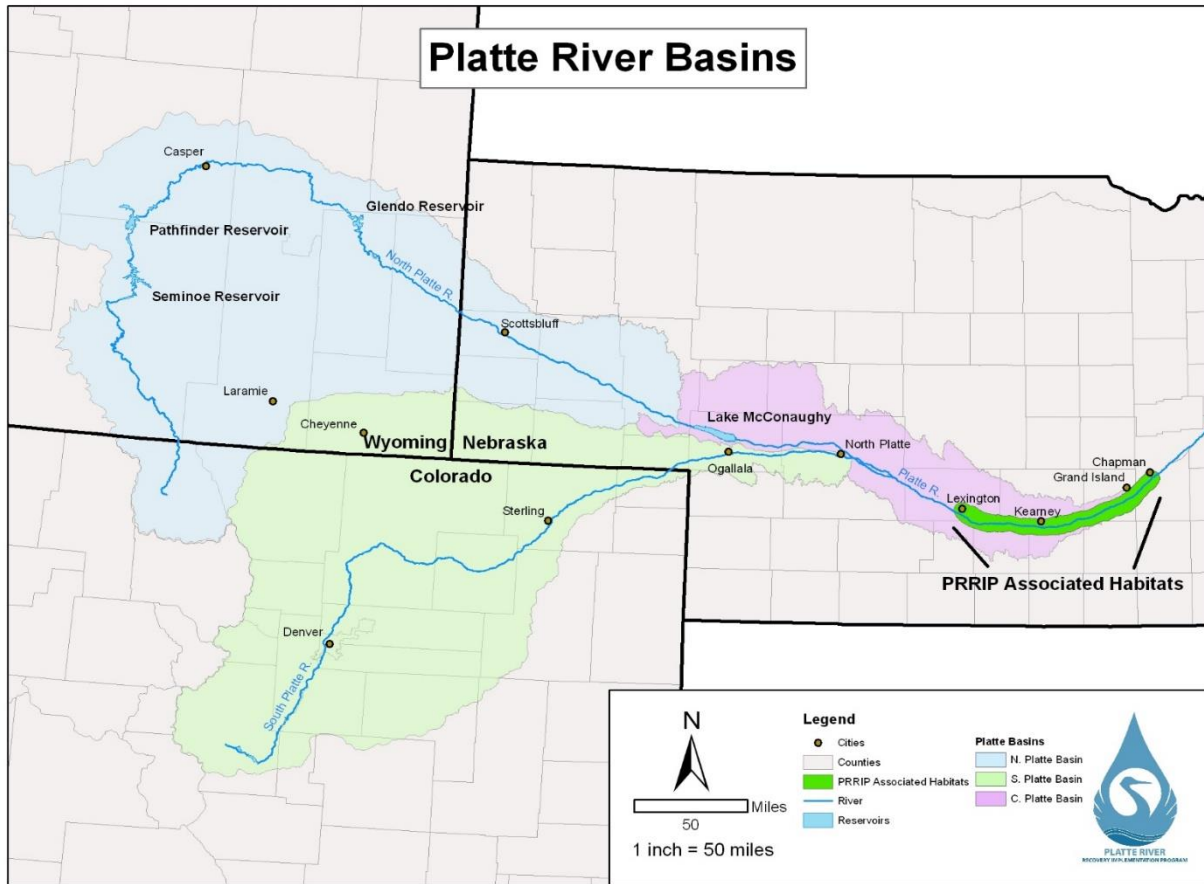 Platte River Basins
Casper
Glendo Reservoir
Pathfinder Reservoir
North Platte R.
Seminoe Reservoir
Scottsbluff
Laramie
Cheyenne
Wyoming
Nebraska
Colorado
Lake McConaughy
Ogallala
North Platte
Platte R.
Chapman
Grand Island
Lexington
Kearney
Sterling
PRRIP Associated Habitats
Denver
South Platte R.
N
50
Miles
1 inch = 50 miles
Legend
Cities
Counties
PRRIP Associated Habitats
River
Reservoirs
Platte Basins
N. Platte Basin
S. Platte Basin
C. Platte Basin
PLATTE RIVER
RECOVERY IMPLEMENTATION PROGRAM